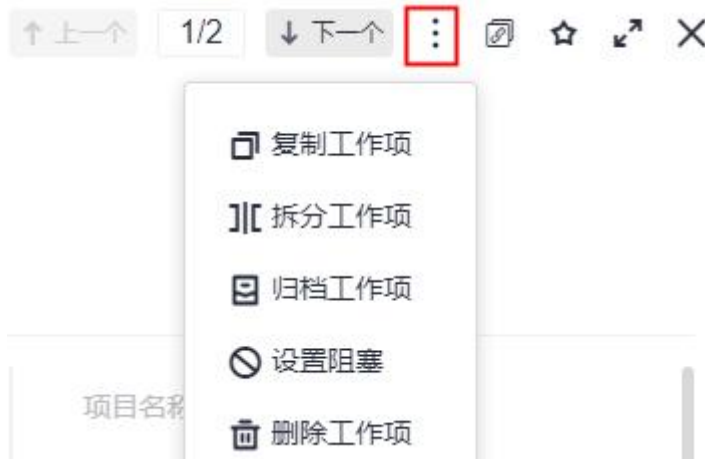 上一个 1/2 下一个
复制工作项
拆分工作项
归档工作项
设置阻塞
项目名称
删除工作项